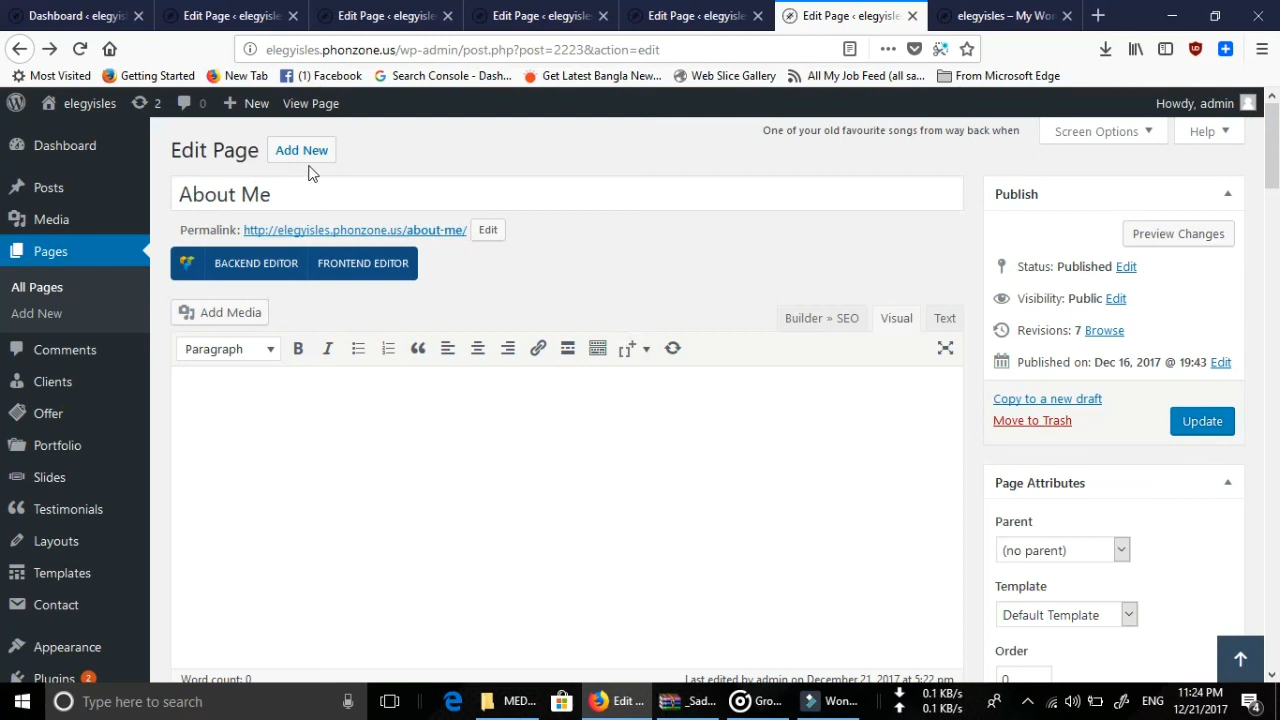 Dashboard ‹ elegyisl
Edit Page ‹ elegyisle
Edit Page ‹ elegyisle
Edit Page ‹ elegyisle
Edit Page ‹ elegyisle
Edit Page ‹ elegyisle
elegyisles – My Wor
elegyisles.phonzone.us/wp-admin/post.php?post=2223&action=edit
Most Visited Getting Started New Tab (1) Facebook Search Console - Dash... Get Latest Bangla New... Web Slice Gallery All My Job Feed (all sa... From Microsoft Edge
elegyisles 2 0 New View Page Howdy, admin
Dashboard
Posts
Media
Pages
All Pages
Add New
Comments
Clients
Offer
Portfolio
Slides
Testimonials
Layouts
Templates
Contact
Appearance
Plugins 2
One of your old favourite songs from way back when
Screen Options
Help
Edit Page Add New
About Me
Permalink: http://elegyisles.phonzone.us/about-me/ Edit
BACKEND EDITOR FRONTEND EDITOR
Add Media
Builder » SEO Visual Text
Paragraph
Word count: 0 Last edited by admin on December 21, 2017 at 5:22 pm
Publish
Preview Changes
Status: Published Edit
Visibility: Public Edit
Revisions: 7 Browse
Published on: Dec 16, 2017 @ 19:43 Edit
Copy to a new draft
Move to Trash
Update
Page Attributes
Parent
(no parent)
Template
Default Template
Order
0
Type here to search
MED...
Edit ...
_Sad...
Gro...
Won...
0.1 KB/s
0.1 KB/s
ENG
11:24 PM
12/21/2017
4